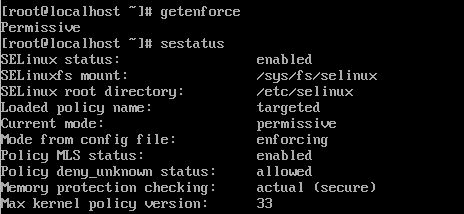 [root@localhost ~]# getenforce
Permissive
[root@localhost ~]# sestatus
SELinux status:                 enabled
SELinuxfs mount:                /sys/fs/selinux
SELinux root directory:         /etc/selinux
Loaded policy name:             targeted
Current mode:                   permissive
Mode from config file:          enforcing
Policy MLS status:              enabled
Policy deny_unknown status:     allowed
Memory protection checking:     actual (secure)
Max kernel policy version:      33